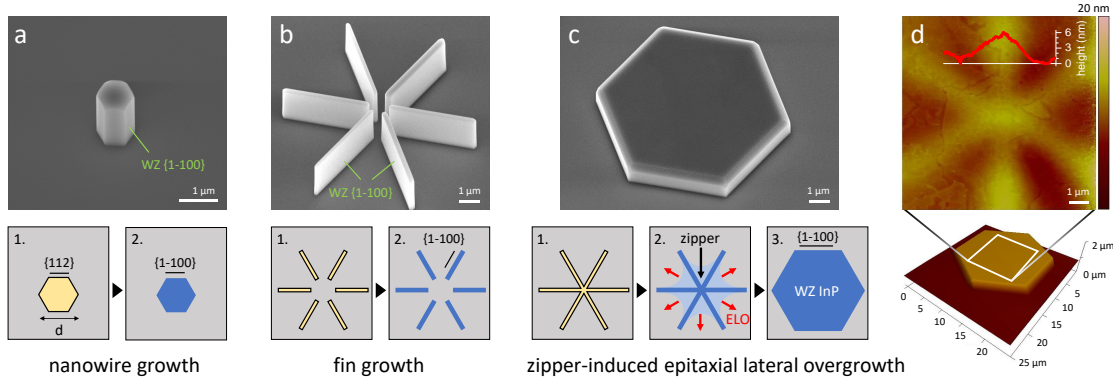 a
WZ {1-100}
1 µm
b
WZ {1-100}
1 µm
c
1 µm
d
6
3
0
height (nm)
1 µm
20 nm
0 nm
1.
{112}
d
2.
{1-100}
nanowire growth
1.
2.
{1-100}
fin growth
1.
2.
zipper
ELO
3.
{1-100}
WZ InP
zipper-induced epitaxial lateral overgrowth
2 µm
0 µm
0
5
10
15
20
0
5
10
15
20
25 µm